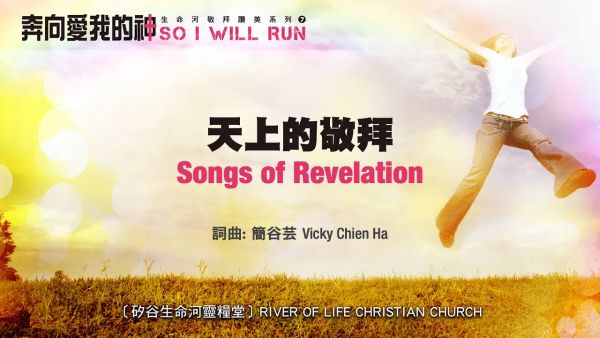 奔向愛我的神
生命河敬拜讚美系列 7
SO I WILL RUN
天上的敬拜
Songs of Revelation
詞曲: 簡谷芸 Vicky Chien Ha
〔矽谷生命河靈糧堂〕RIVER OF LIFE CHRISTIAN CHURCH